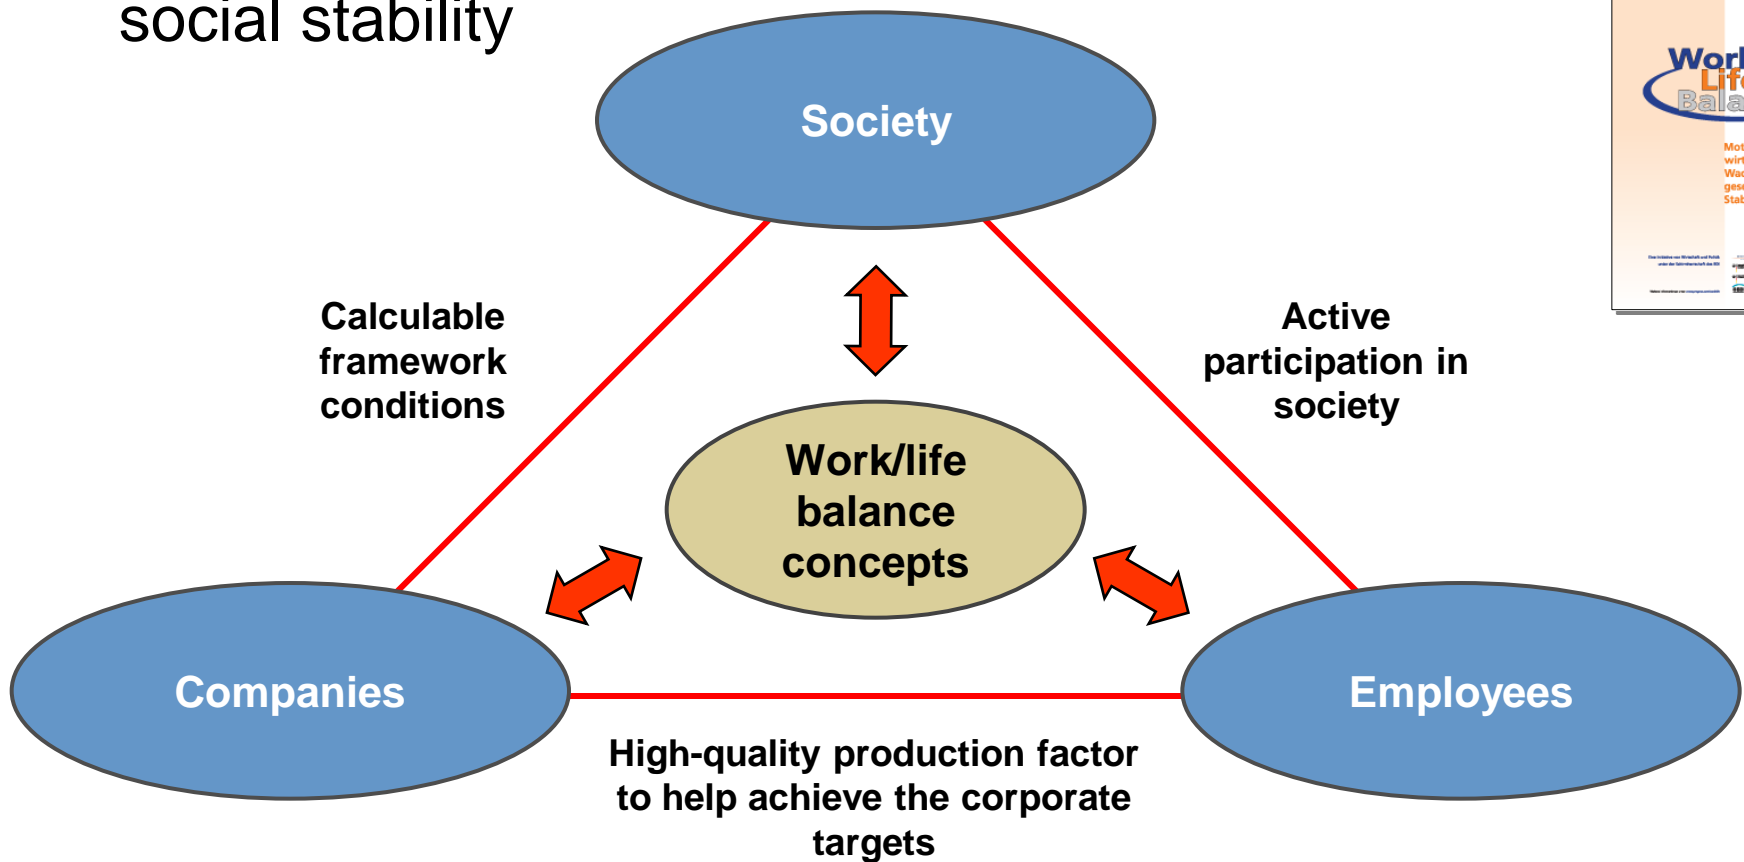 social stability
Society
Calculable
framework
conditions
Active
participation in
society
Work/life
balance
concepts
Companies
Employees
High-quality production factor
to help achieve the corporate
targets